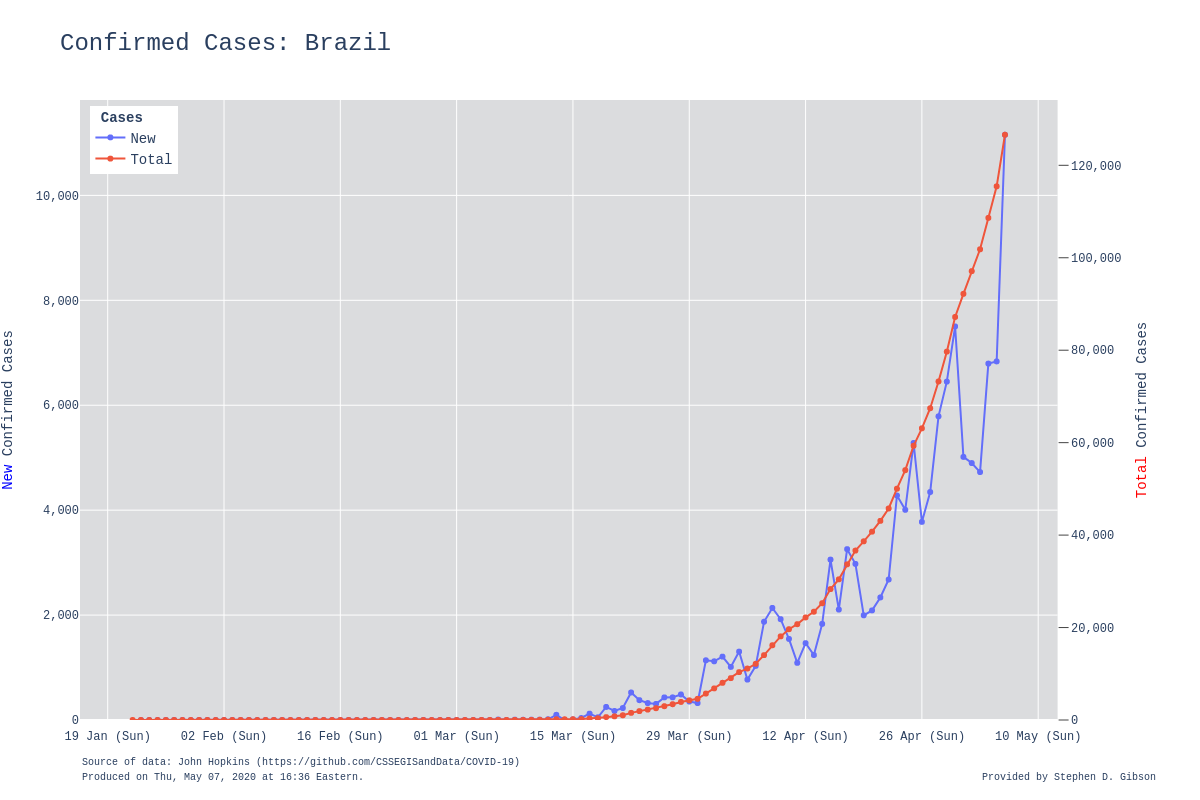 Confirmed Cases: Brazil
Cases
New
Total
10,000
8,000
6,000
4,000
2,000
0
New Confirmed Cases
120,000
100,000
80,000
60,000
40,000
20,000
0
Total Confirmed Cases
19 Jan (Sun) 02 Feb (Sun) 16 Feb (Sun) 01 Mar (Sun) 15 Mar (Sun) 29 Mar (Sun) 12 Apr (Sun) 26 Apr (Sun) 10 May (Sun)
Source of data: John Hopkins (https://github.com/CSSEGISandData/COVID-19)
Produced on Thu, May 07, 2020 at 16:36 Eastern.
Provided by Stephen D. Gibson